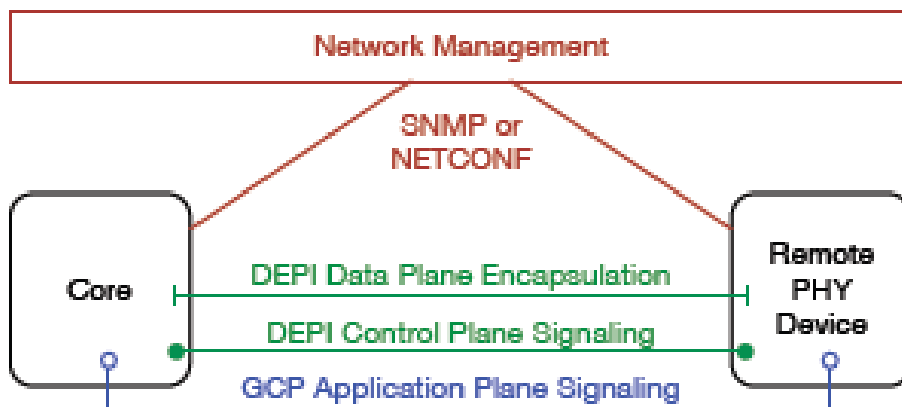 Network Management
SNMP or
NETCONF
Core
DEPI Data Plane Encapsulation
DEPI Control Plane Signaling
GCP Application Plane Signaling
Remote
PHY
Device